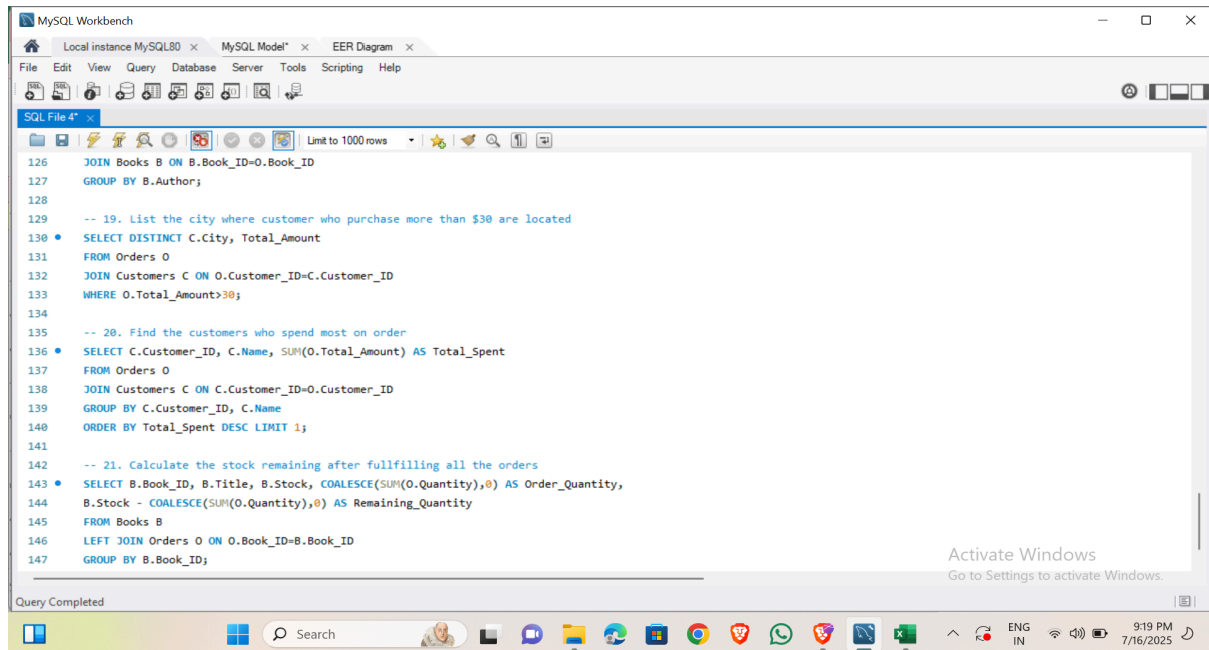 MySQL Workbench
Local instance MySQL80 × MySQL Model* × EER Diagram ×
File Edit View Query Database Server Tools Scripting Help
SQL File 4* ×
Limit to 1000 rows
126 JOIN Books B ON B.Book_ID=O.Book_ID
127 GROUP BY B.Author;
128
129 -- 19. List the city where customer who purchase more than $30 are located
130 SELECT DISTINCT C.City, Total_Amount
131 FROM Orders O
132 JOIN Customers C ON O.Customer_ID=C.Customer_ID
133 WHERE O.Total_Amount>30;
134
135 -- 20. Find the customers who spend most on order
136 SELECT C.Customer_ID, C.Name, SUM(O.Total_Amount) AS Total_Spent
137 FROM Orders O
138 JOIN Customers C ON C.Customer_ID=O.Customer_ID
139 GROUP BY C.Customer_ID, C.Name
140 ORDER BY Total_Spent DESC LIMIT 1;
141
142 -- 21. Calculate the stock remaining after fullfilling all the orders
143 SELECT B.Book_ID, B.Title, B.Stock, COALESCE(SUM(O.Quantity),0) AS Order_Quantity,
144 B.Stock - COALESCE(SUM(O.Quantity),0) AS Remaining_Quantity
145 FROM Books B
146 LEFT JOIN Orders O ON O.Book_ID=B.Book_ID
147 GROUP BY B.Book_ID;
Activate Windows
Go to Settings to activate Windows.
Query Completed
Search
ENG
IN
9:19 PM
7/16/2025